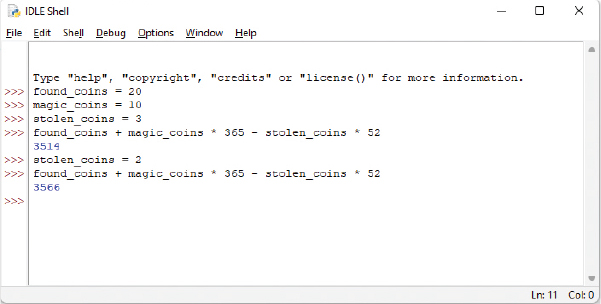 IDLE Shell
File Edit Shell Debug Options Window Help
Type "help", "copyright", "credits" or "license()" for more information.
>>> found_coins = 20
>>> magic_coins = 10
>>> stolen_coins = 3
>>> found_coins + magic_coins * 365 - stolen_coins * 52
3514
>>> stolen_coins = 2
>>> found_coins + magic_coins * 365 - stolen_coins * 52
3566
>>>
Ln: 11 Col: 0